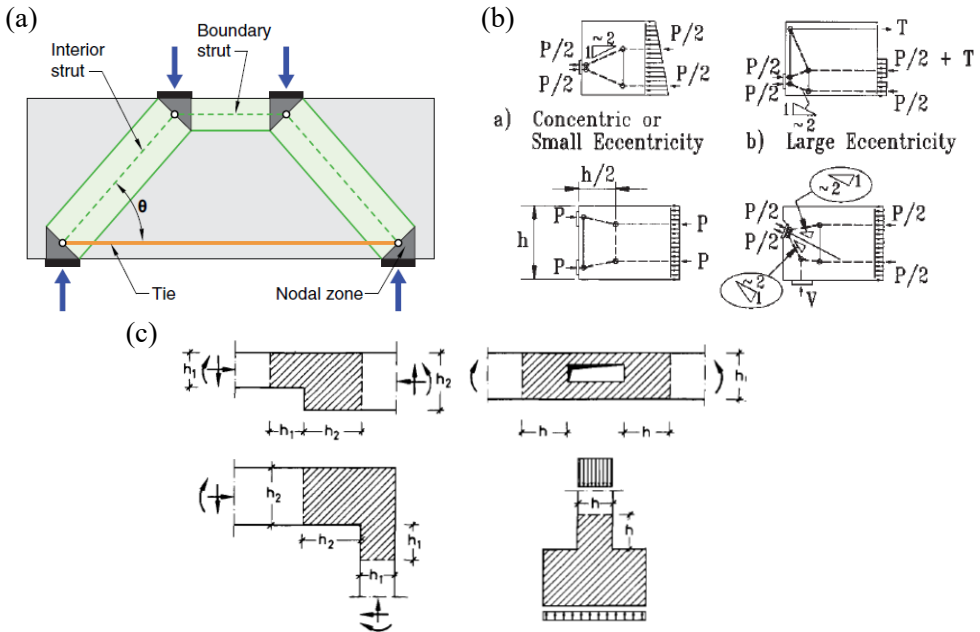 (a)
Interior
strut
Boundary
strut
θ
Tie
Nodal zone
(b)
P/2
P/2
1
~2
P/2
P/2
a) Concentric or
Small Eccentricity
T
P/2
P/2
P/2 + T
P/2
1
~2
b) Large Eccentricity
h/2
h
P
P
P
P
~2
1
P/2
P/2
P/2
P/2
~2
1
V
(c)
h₁
h₂
h₁
h₂
h
h
h
h₂
h₂
h₁
h₁
h
h